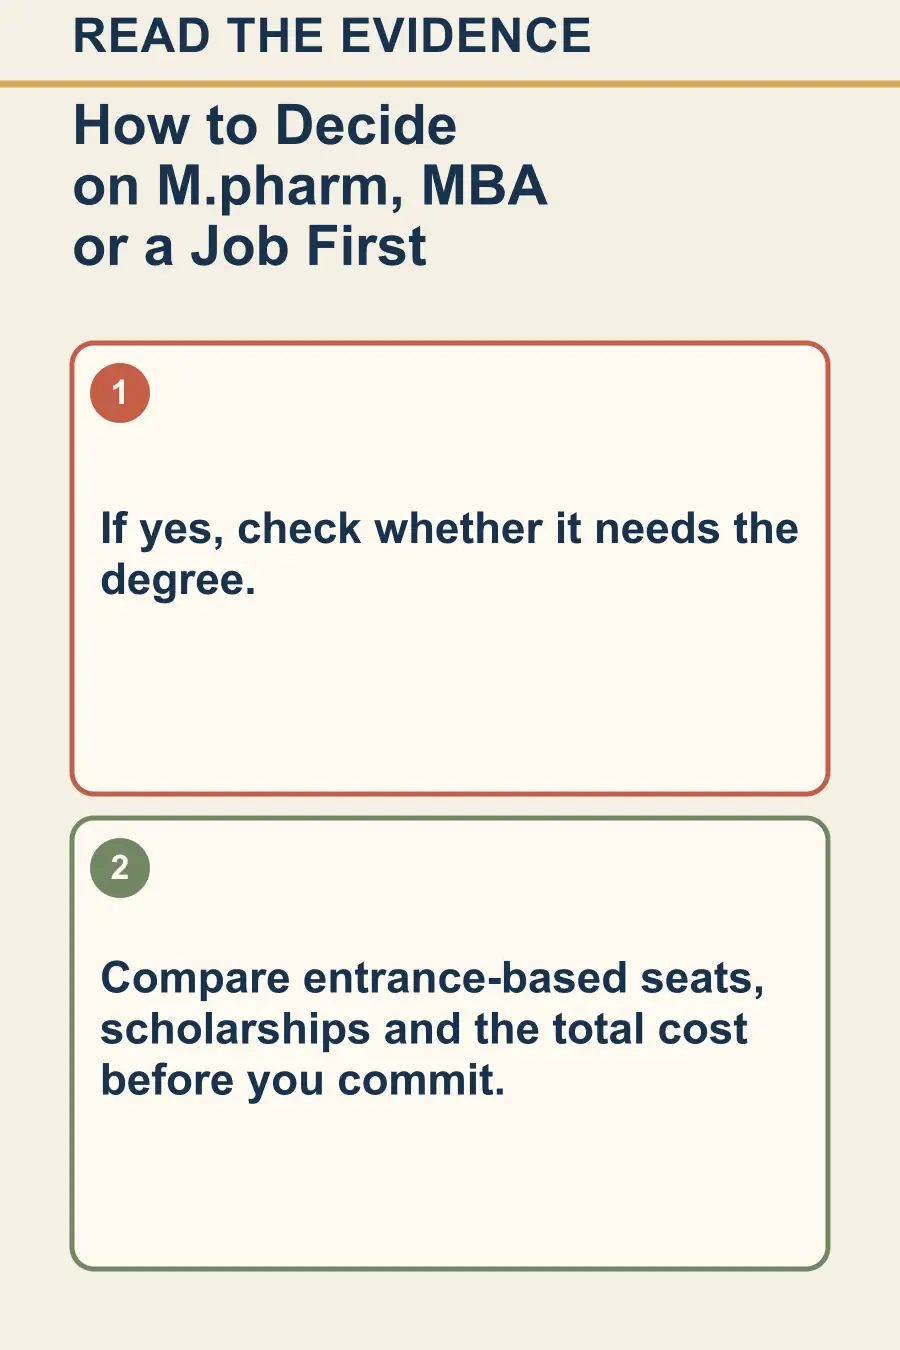 READ THE EVIDENCE
How to Decide
on M.pharm, MBA
or a Job First
1
If yes, check whether it needs the
degree.
2
Compare entrance-based seats,
scholarships and the total cost
before you commit.